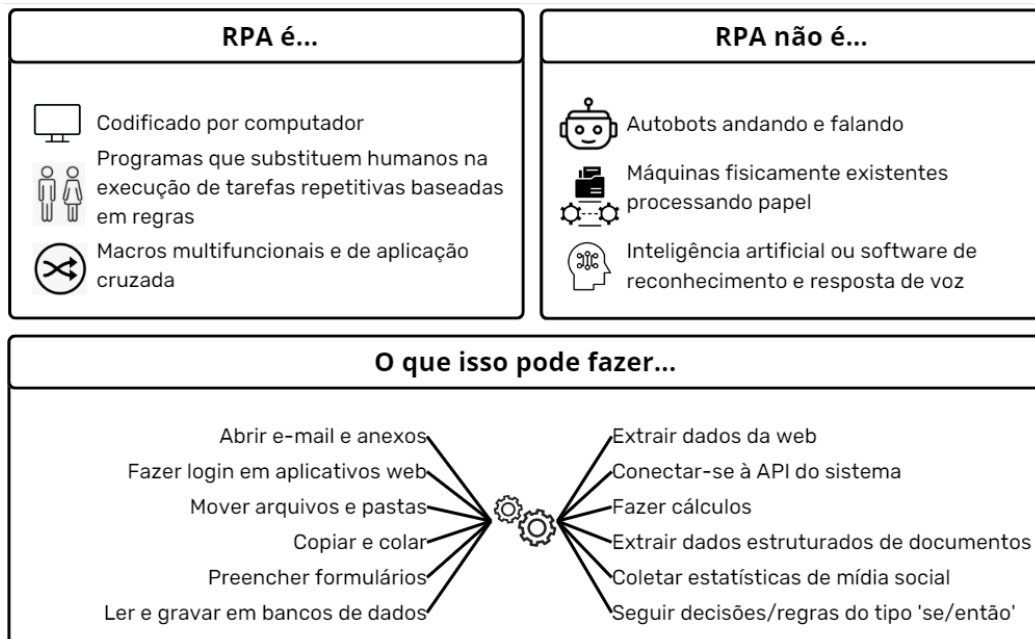 RPA é...
Codificado por computador
Programas que substituem humanos na
execução de tarefas repetitivas baseadas
em regras
Macros multifuncionais e de aplicação
cruzada
RPA não é...
Autobots andando e falando
Máquinas fisicamente existentes
processando papel
Inteligência artificial ou software de
reconhecimento e resposta de voz
O que isso pode fazer...
Abrir e-mail e anexos
Fazer login em aplicativos web
Mover arquivos e pastas
Copiar e colar
Preencher formulários
Ler e gravar em bancos de dados
Extrair dados da web
Conectar-se à API do sistema
Fazer cálculos
Extrair dados estruturados de documentos
Coletar estatísticas de mídia social
Seguir decisões/regras do tipo 'se/então'